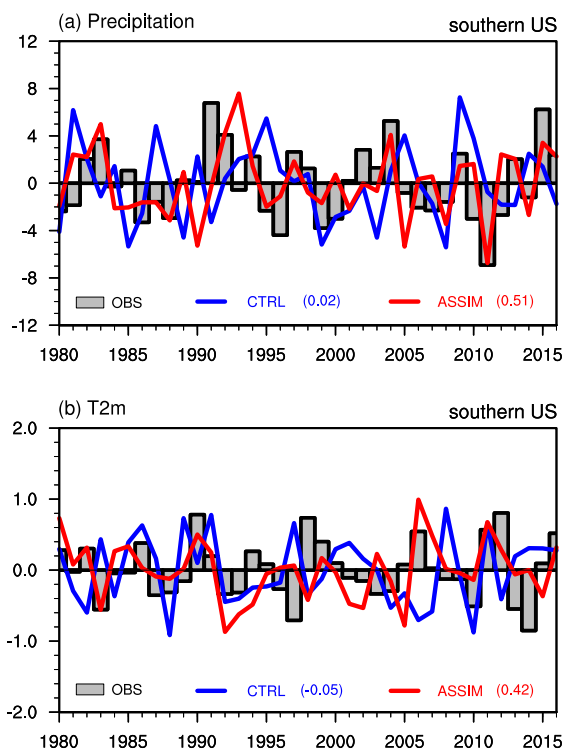 (a) Precipitation southern US
12
8
4
0
-4
-8
-12
OBS CTRL (0.02) ASSIM (0.51)
1980 1985 1990 1995 2000 2005 2010 2015
(b) T2m southern US
2.0
1.0
0.0
-1.0
-2.0
OBS CTRL (-0.05) ASSIM (0.42)
1980 1985 1990 1995 2000 2005 2010 2015